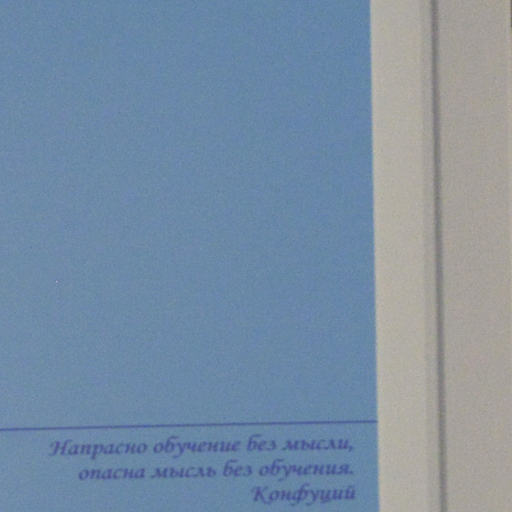 Напрасно обучение без мысли,
опасна мысль без обучения.
Конфуций